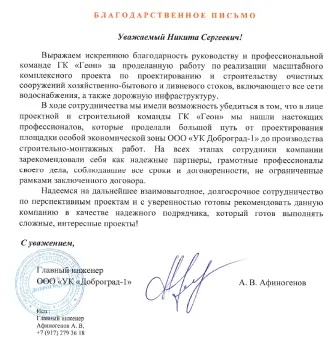 БЛАГОДАРСТВЕННОЕ ПИСЬМО
Уважаемый Никита Сергеевич!
Выражаем искреннюю благодарность руководству и профессиональной
команде ГК «Геон» за проделанную работу по реализации масштабного
комплексного проекта по проектированию и строительству очистных
сооружений хозяйственно-бытового и ливневого стоков, включающее все сети
водоснабжения, а также дорожную инфраструктуру.
В ходе сотрудничества мы имели возможность убедиться в том, что в лице
проектной и строительной команды ГК «Геон» мы нашли настоящих
профессионалов, которые проделали большой путь от проектирования
площадки особой экономической зоны ООО «УК Доброград-1» до производства
строительно-монтажных работ. На всех этапах сотрудники компании
зарекомендовали себя как надежные партнеры, грамотные профессионалы
своего дела, соблюдавшие все сроки и договоренности, не ограниченные
рамками заключенного договора.
Надеемся на дальнейшее взаимовыгодное, долгосрочное сотрудничество
по перспективным проектам и с уверенностью готовы рекомендовать данную
компанию в качестве надежного подрядчика, который готов выполнять
сложные, интересные проекты!
С уважением,
Главный инженер
ООО «УК «Доброград-1» А. В. Афиногенов
Исп.:
Главный инженер
Афиногенов А. В.
+7 (917) 279 36 18